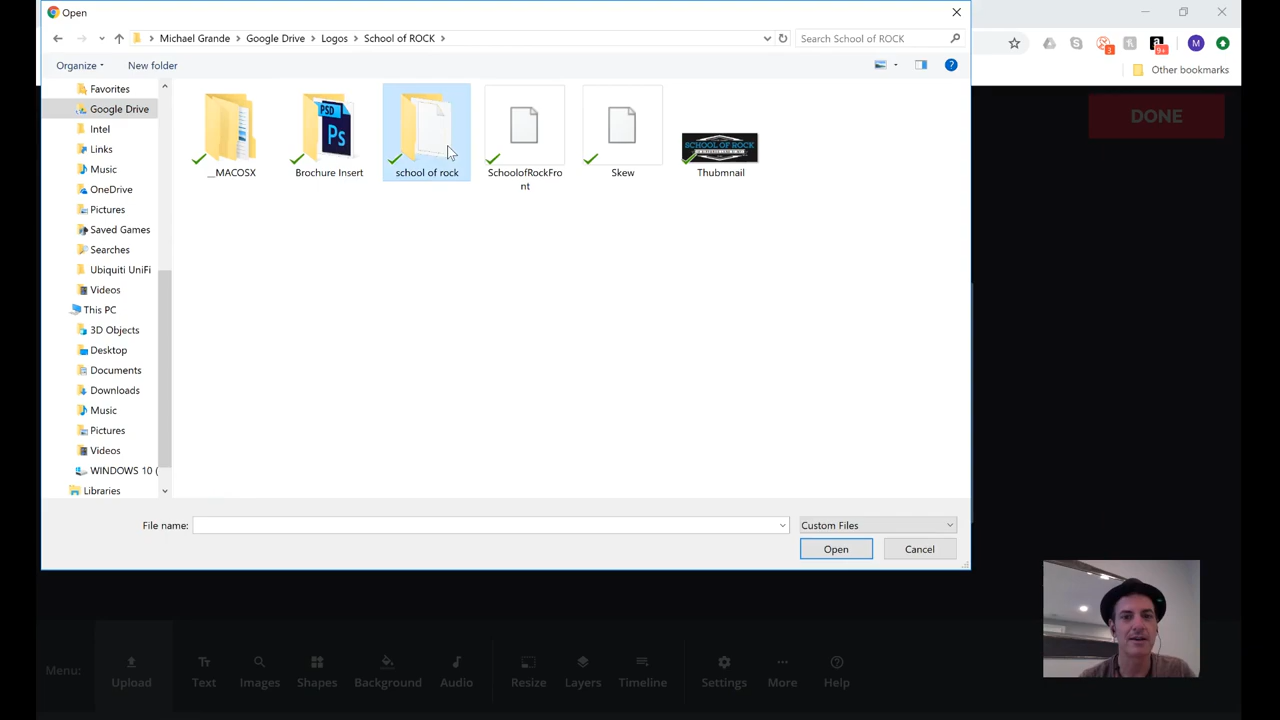 Open
Michael Grande > Google Drive > Logos > School of ROCK >
Search School of ROCK
Organize
New folder
Favorites
Google Drive
Intel
Links
Music
OneDrive
Pictures
Saved Games
Searches
Ubiquiti UniFi
Videos
This PC
3D Objects
Desktop
Documents
Downloads
Music
Pictures
Videos
WINDOWS 10 (
Libraries
__MACOSX
PSD
Ps
Brochure Insert
school of rock
SchoolofRockFro
nt
Skew
SCHOOL OF ROCK
Thubmnail
File name:
Custom Files
Open
Cancel
3
a
9+
M
Other bookmarks
DONE
Menu:
Upload
Tt
Text
Images
Shapes
Background
Audio
Resize
Layers
Timeline
Settings
More
Help